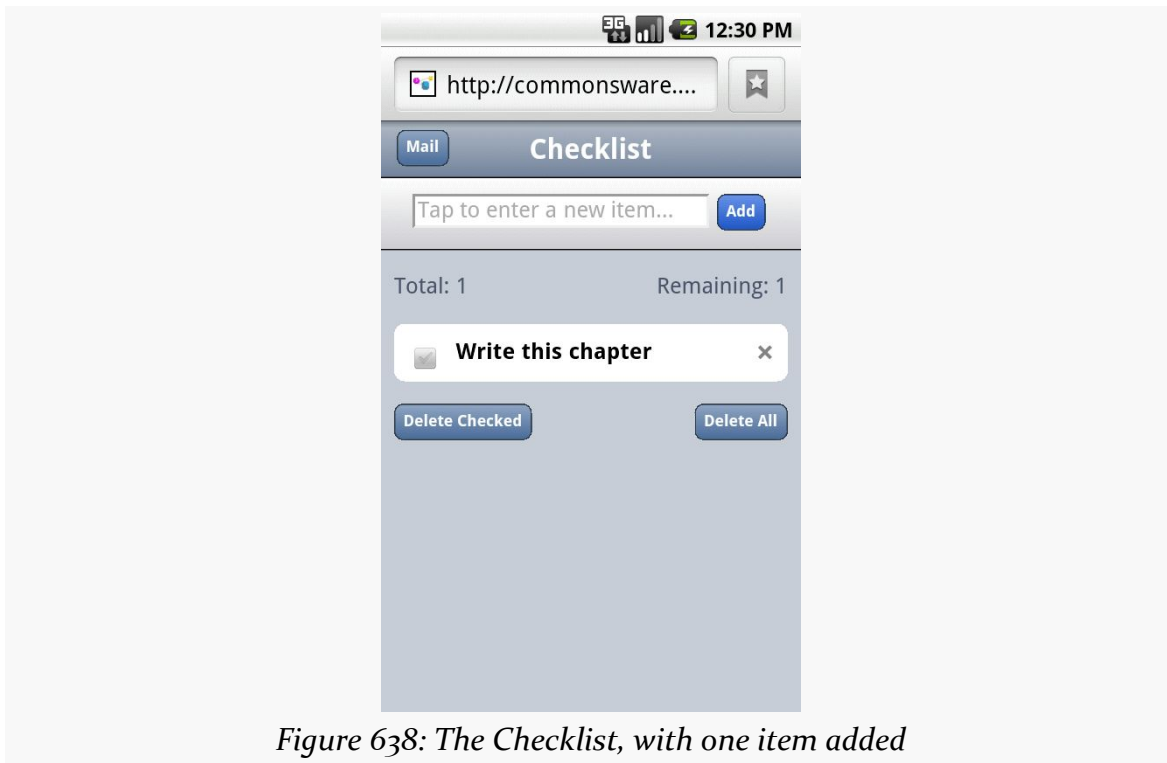 3G 12:30 PM
http://commonsware....
Mail Checklist
Tap to enter a new item... Add
Total: 1 Remaining: 1
Write this chapter ×
Delete Checked Delete All
Figure 638: The Checklist, with one item added